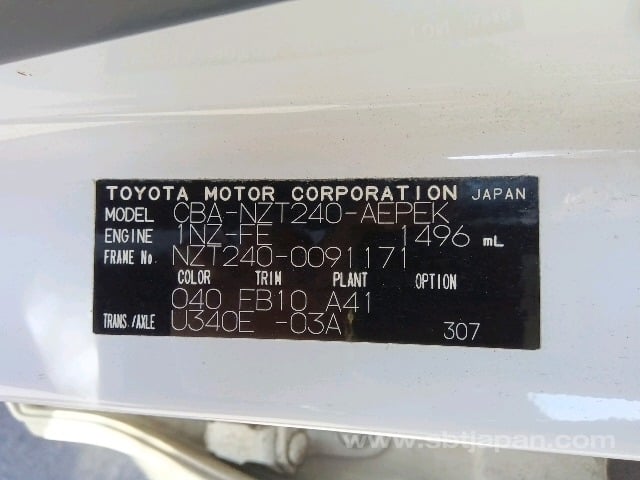 TOYOTA MOTOR CORPORATION JAPAN
MODEL CBA-NZT240-AEPEK
ENGINE 1NZ-FE 1496 mL
FRAME No. NZT240-0091171
COLOR TRIM PLANT OPTION
040 FB10 A41
TRANS./AXLE U340E -03A 307
www.sbtjapan.com